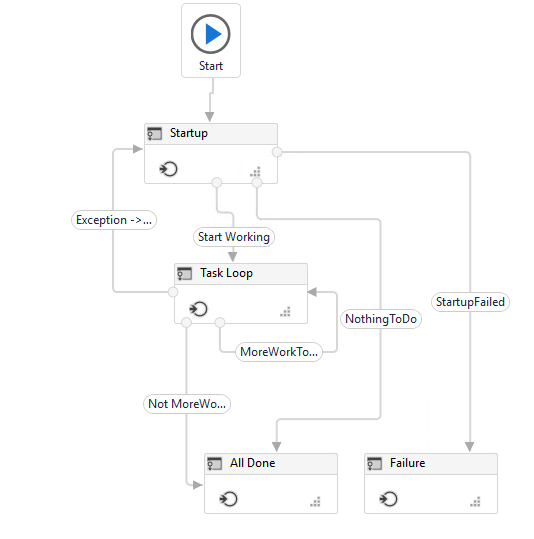 Start
Startup
Exception ->...
Start Working
Task Loop
StartupFailed
NothingToDo
MoreWorkTo...
Not MoreWo...
All Done
Failure